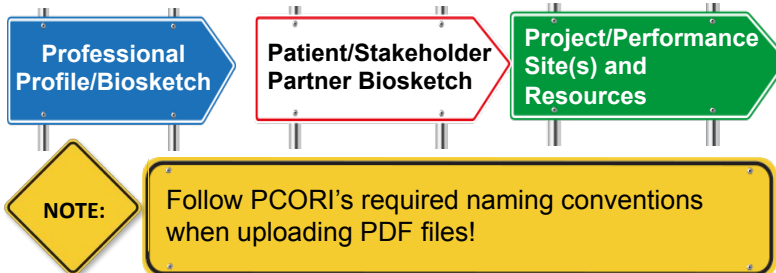 Professional
Profile/Biosketch
Patient/Stakeholder
Partner Biosketch
Project/Performance
Site(s) and
Resources
NOTE:
Follow PCORI's required naming conventions
when uploading PDF files!